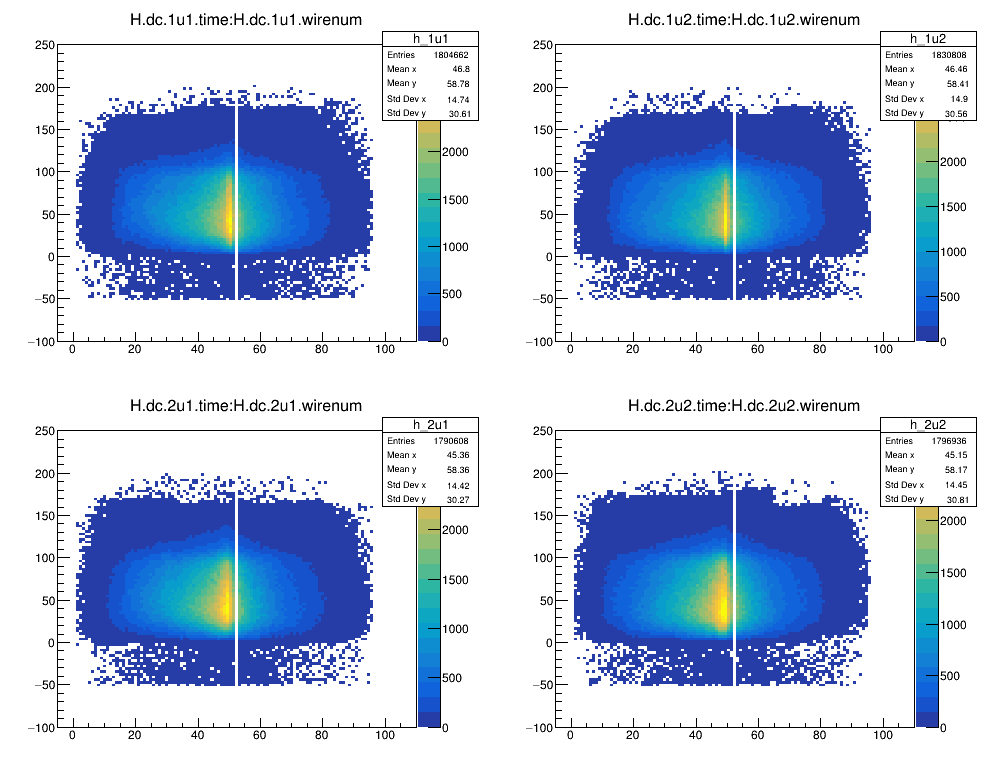 H.dc.1u1.time:H.dc.1u1.wirenum
h_1u1
Entries 1804662
Mean x 46.8
Mean y 58.78
Std Dev x 14.74
Std Dev y 30.61
250
200
150
100
50
0
−50
−100
0 20 40 60 80 100
2000
1500
1000
500
0
H.dc.1u2.time:H.dc.1u2.wirenum
h_1u2
Entries 1830808
Mean x 46.46
Mean y 58.41
Std Dev x 14.9
Std Dev y 30.56
250
200
150
100
50
0
−50
−100
0 20 40 60 80 100
2000
1500
1000
500
0
H.dc.2u1.time:H.dc.2u1.wirenum
h_2u1
Entries 1790608
Mean x 45.36
Mean y 58.36
Std Dev x 14.42
Std Dev y 30.27
250
200
150
100
50
0
−50
−100
0 20 40 60 80 100
2000
1500
1000
500
0
H.dc.2u2.time:H.dc.2u2.wirenum
h_2u2
Entries 1796936
Mean x 45.15
Mean y 58.17
Std Dev x 14.45
Std Dev y 30.81
250
200
150
100
50
0
−50
−100
0 20 40 60 80 100
2000
1500
1000
500
0